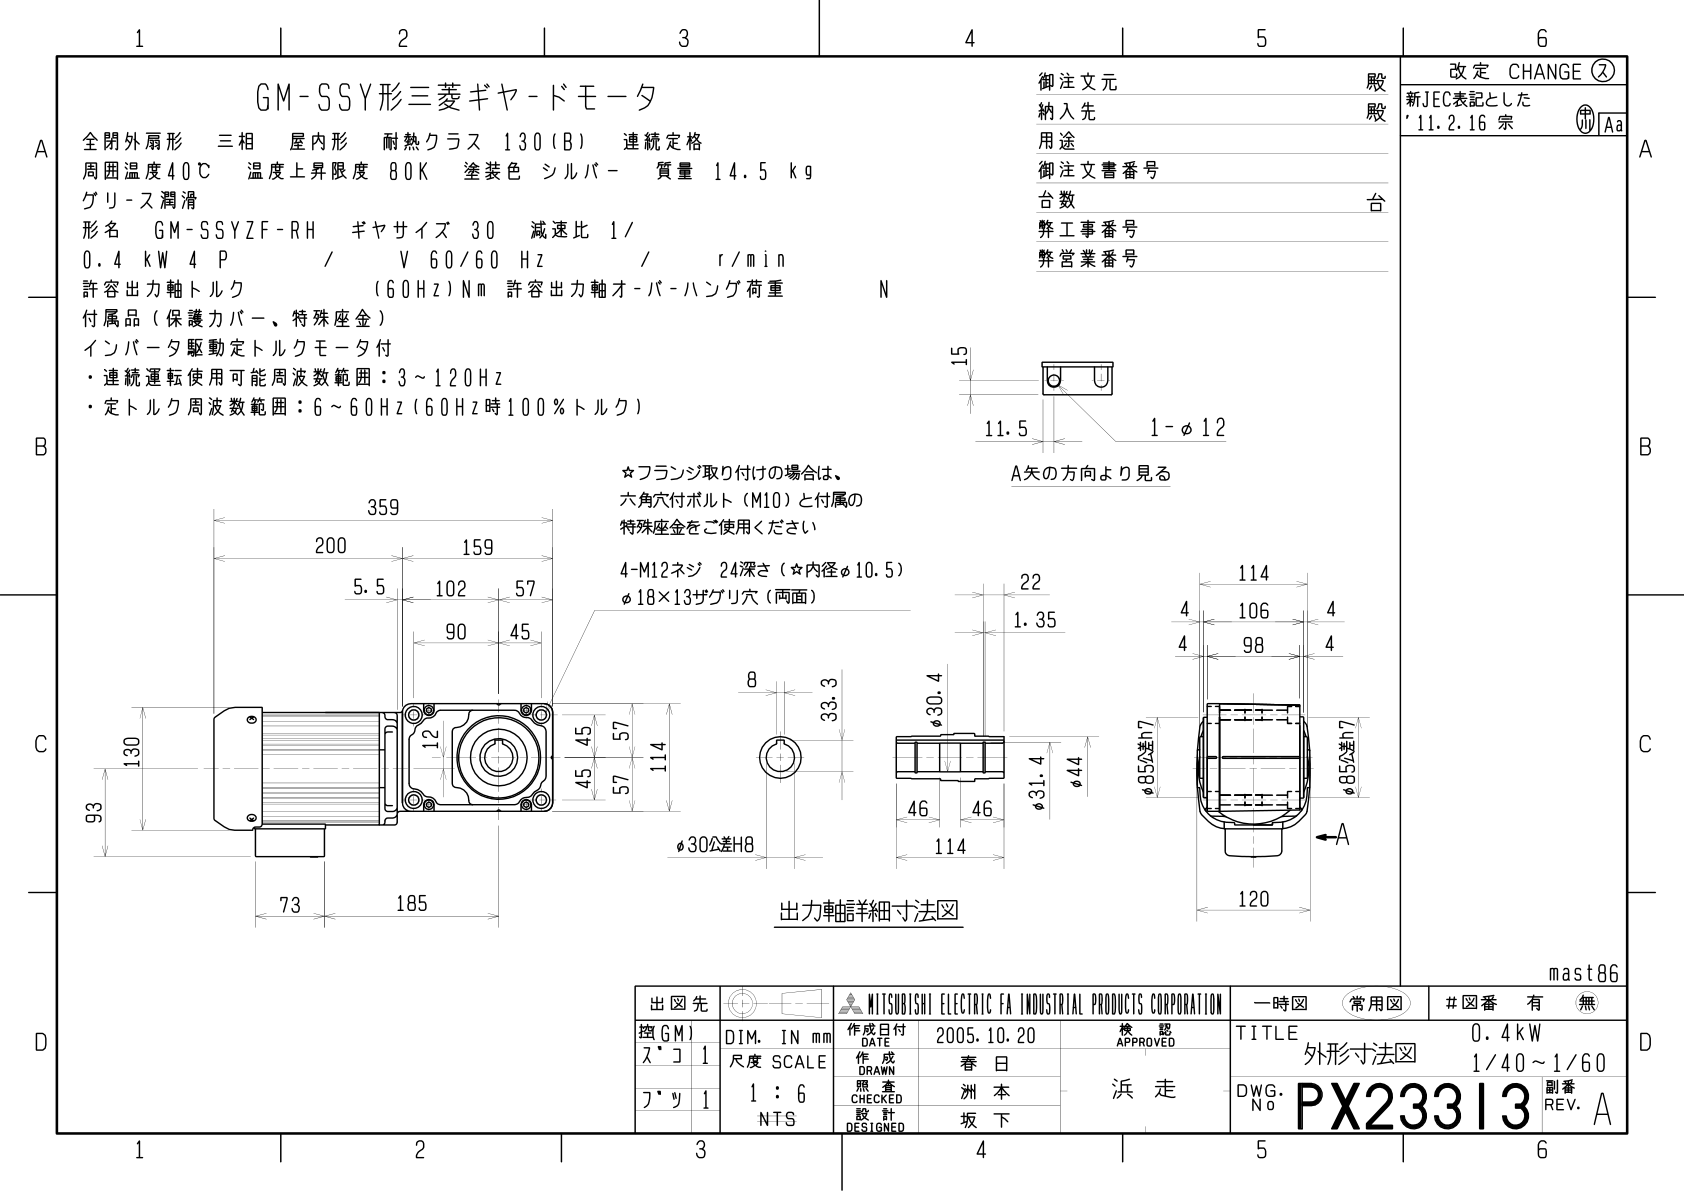 1 2 3 4 5 6
A
B
C
D
GM-SSY形三菱ギヤ-ドモータ
全閉外扇形 三相 屋内形 耐熱クラス 130(B) 連続定格
周囲温度40℃ 温度上昇限度 80K 塗装色 シルバー 質量 14.5 kg
グリ-ス潤滑
形名 GM-SSYZF-RH ギヤサイズ 30 減速比 1/
0.4 kW 4 P / V 60/60 Hz / r/min
許容出力軸トルク (60Hz)Nm 許容出力軸オ-バ-ハング荷重 N
付属品(保護カバー、特殊座金)
インバータ駆動定トルクモータ付
・連続運転使用可能周波数範囲:3~120Hz
・定トルク周波数範囲:6~60Hz(60Hz時100%トルク)
御注文元 殿
納入先 殿
用途
御注文書番号
台数 台
弊工事番号
弊営業番号
改定 CHANGE ス
新JEC表記とした
'11.2.16 宗
Aa
A
B
C
D
15
11.5
1-φ12
A矢の方向より見る
☆フランジ取り付けの場合は、
六角穴付ボルト(M10)と付属の
特殊座金をご使用ください
4-M12ネジ 24深さ(☆内径φ10.5)
φ18×13ザグリ穴(両面)
359
200 159
5.5 102 57
90 45
130
93
12
45
45
57
57
114
73 185
8
33.3
φ30公差H8
22
1.35
φ30.4
φ31.4
φ44
46 46
114
出力軸詳細寸法図
114
4 106 4
4 98 4
φ85公差h7
φ85公差h7
A
120
mast86
出図先
控(GM)
ズコ 1
ブツ 1
DIM. IN mm
尺度 SCALE
1 : 6
NTS
MITSUBISHI ELECTRIC FA INDUSTRIAL PRODUCTS CORPORATION
作成日付
DATE
2005.10.20
作成
DRAWN
春日
照査
CHECKED
洲本
設計
DESIGNED
坂下
検認
APPROVED
浜走
一時図 常用図
#図番 有 無
TITLE
外形寸法図
0.4kW
1/40~1/60
DWG.
No
PX23313
副番
REV.
A
1 2 3 4 5 6